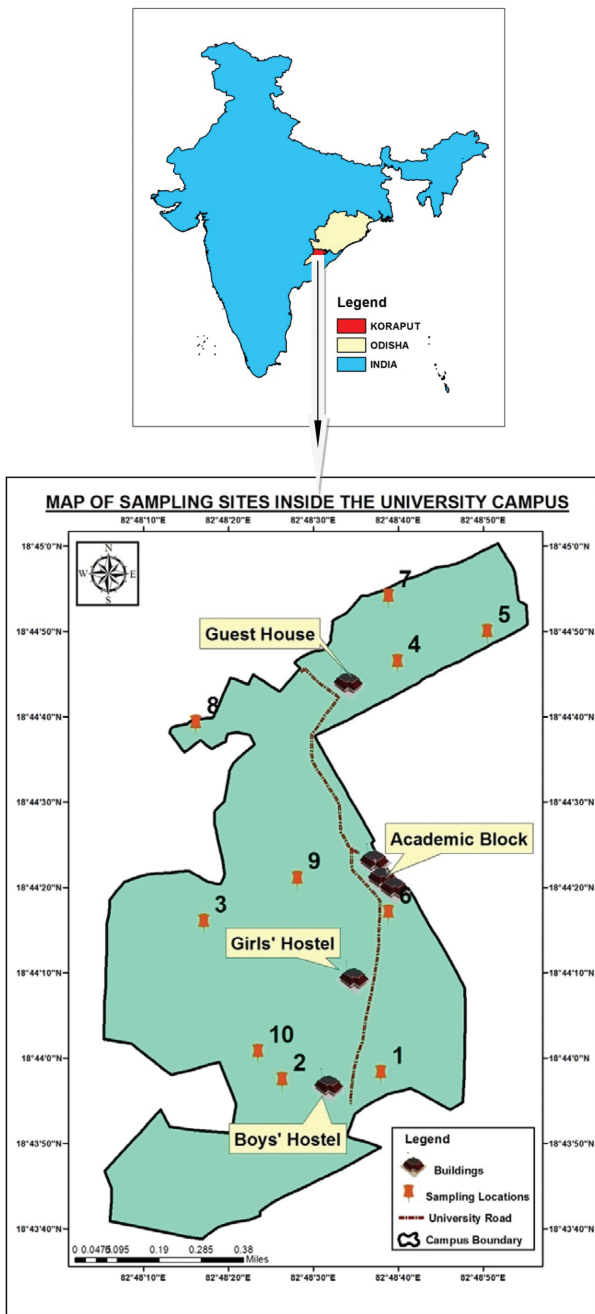 Legend
KORAPUT
ODISHA
INDIA
MAP OF SAMPLING SITES INSIDE THE UNIVERSITY CAMPUS
82°48'10"E 82°48'20"E 82°48'30"E 82°48'40"E 82°48'50"E
18°45'0"N 18°45'0"N
N
W E
S
7
5
18°44'50"N 18°44'50"N
Guest House
4
8
18°44'40"N 18°44'40"N
18°44'30"N 18°44'30"N
Academic Block
9
18°44'20"N 18°44'20"N
6
3
Girls' Hostel
18°44'10"N 18°44'10"N
10
1
18°44'0"N 18°44'0"N
2
Boys' Hostel
18°43'50"N 18°43'50"N
Legend
Buildings
Sampling Locations
University Road
Campus Boundary
18°43'40"N 18°43'40"N
0 0.0475 0.095 0.19 0.285 0.38
Miles
82°48'10"E 82°48'20"E 82°48'30"E 82°48'40"E 82°48'50"E